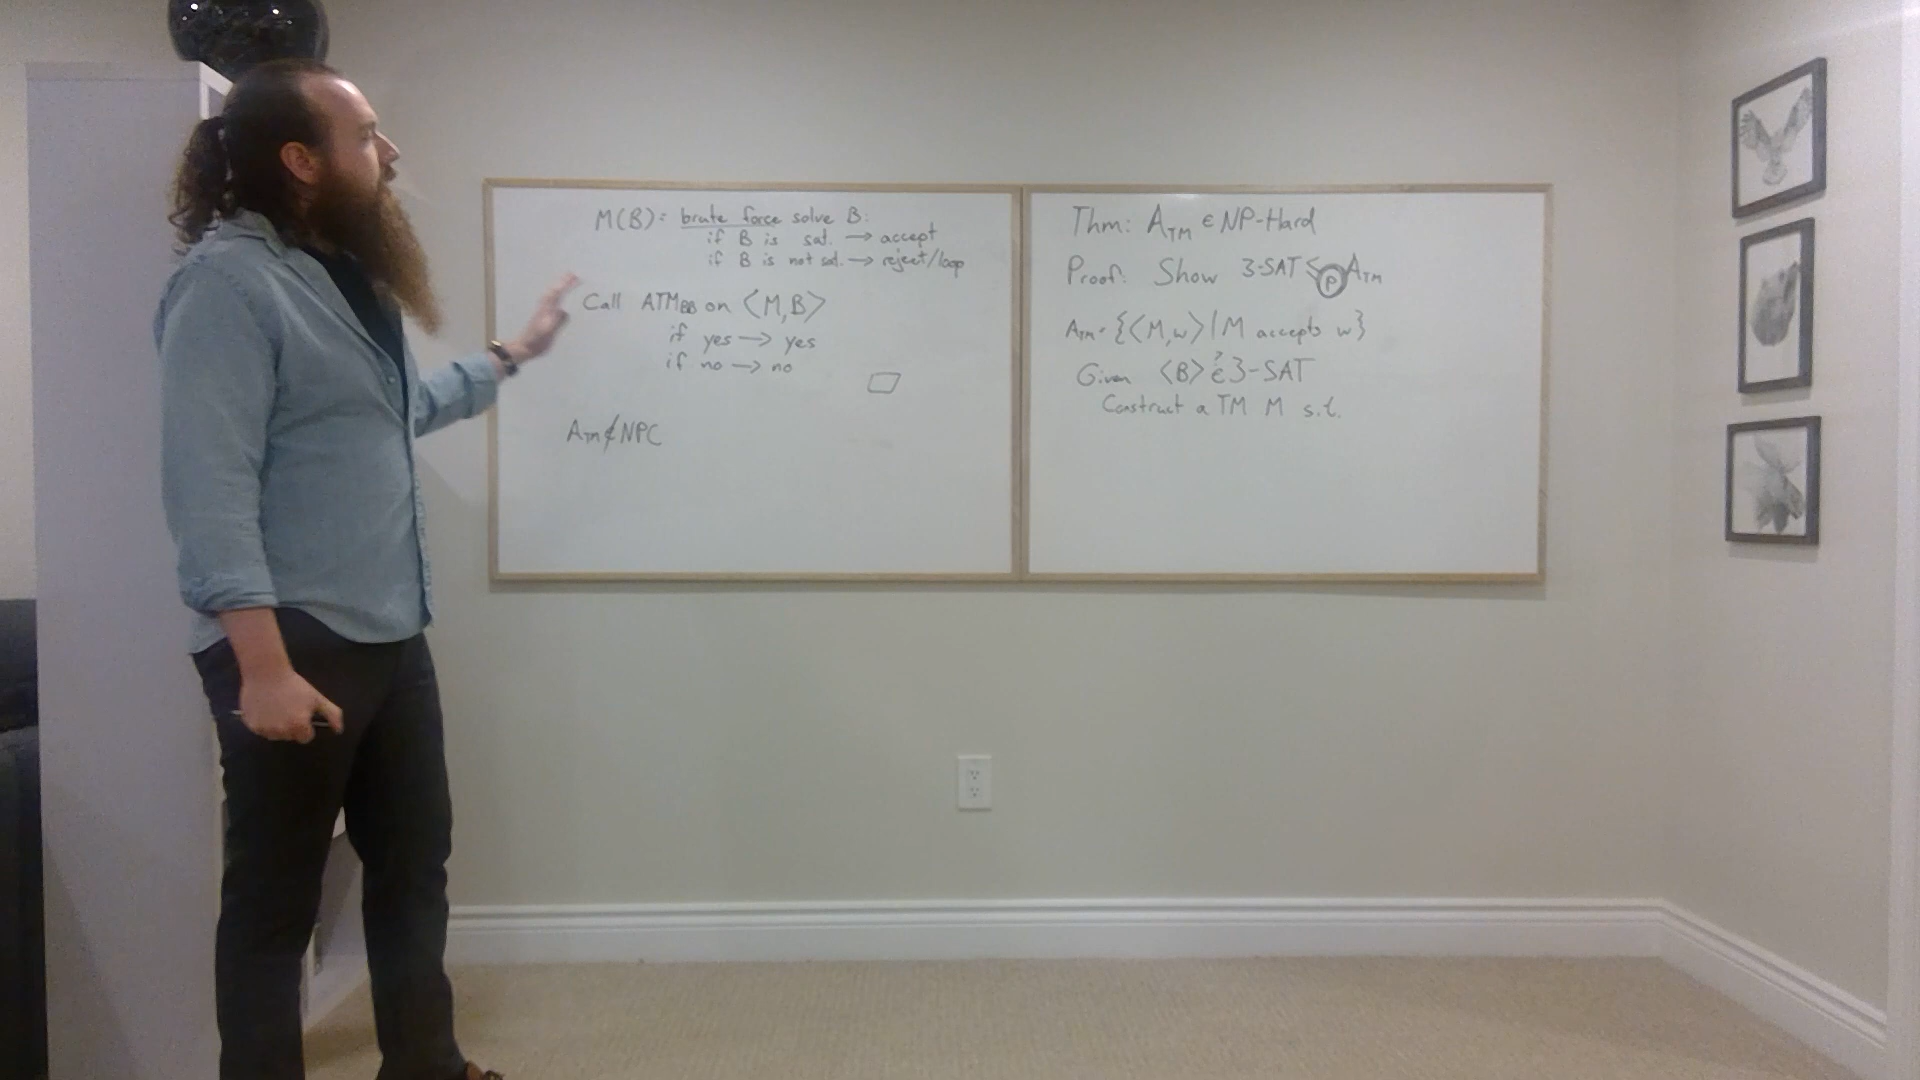 M(B) = brute force solve B:
if B is sat. → accept
if B is not sat. → reject/loop
Call ATM_BB on ⟨M,B⟩
if yes → yes
if no → no
A_TM ∉ NPC
Thm: A_TM ∈ NP-Hard
Proof: Show 3-SAT ≤_p A_TM
A_TM = {⟨M,w⟩ | M accepts w}
Given ⟨B⟩ ?∈ 3-SAT
Construct a TM M s.t.